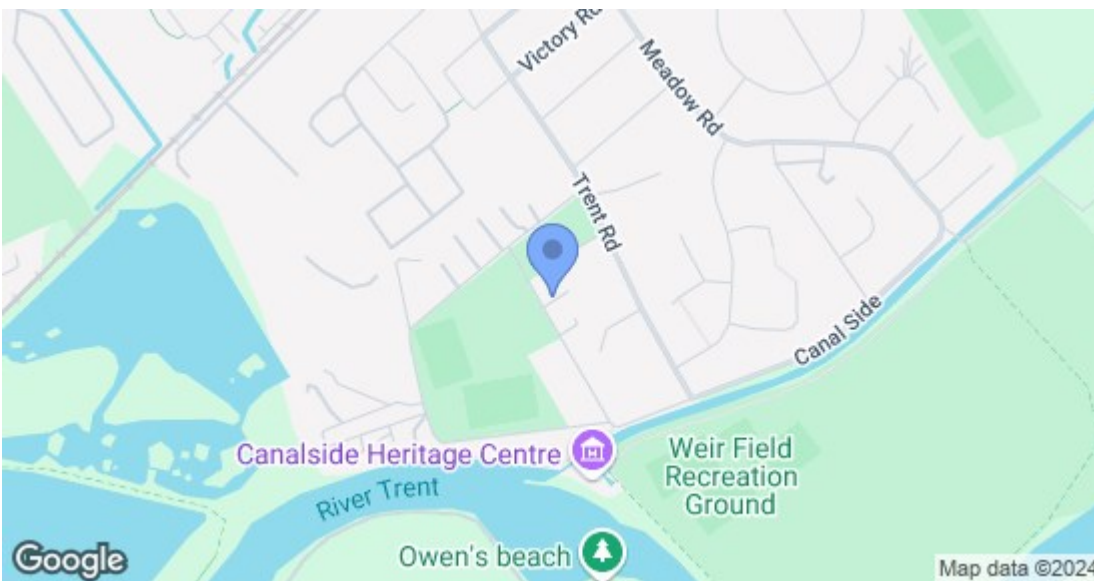 Victory Rd
Meadow Rd
Trent Rd
Canal Side
Canalside Heritage Centre
Weir Field
Recreation
Ground
River Trent
Owen's beach
Google
Map data ©2024